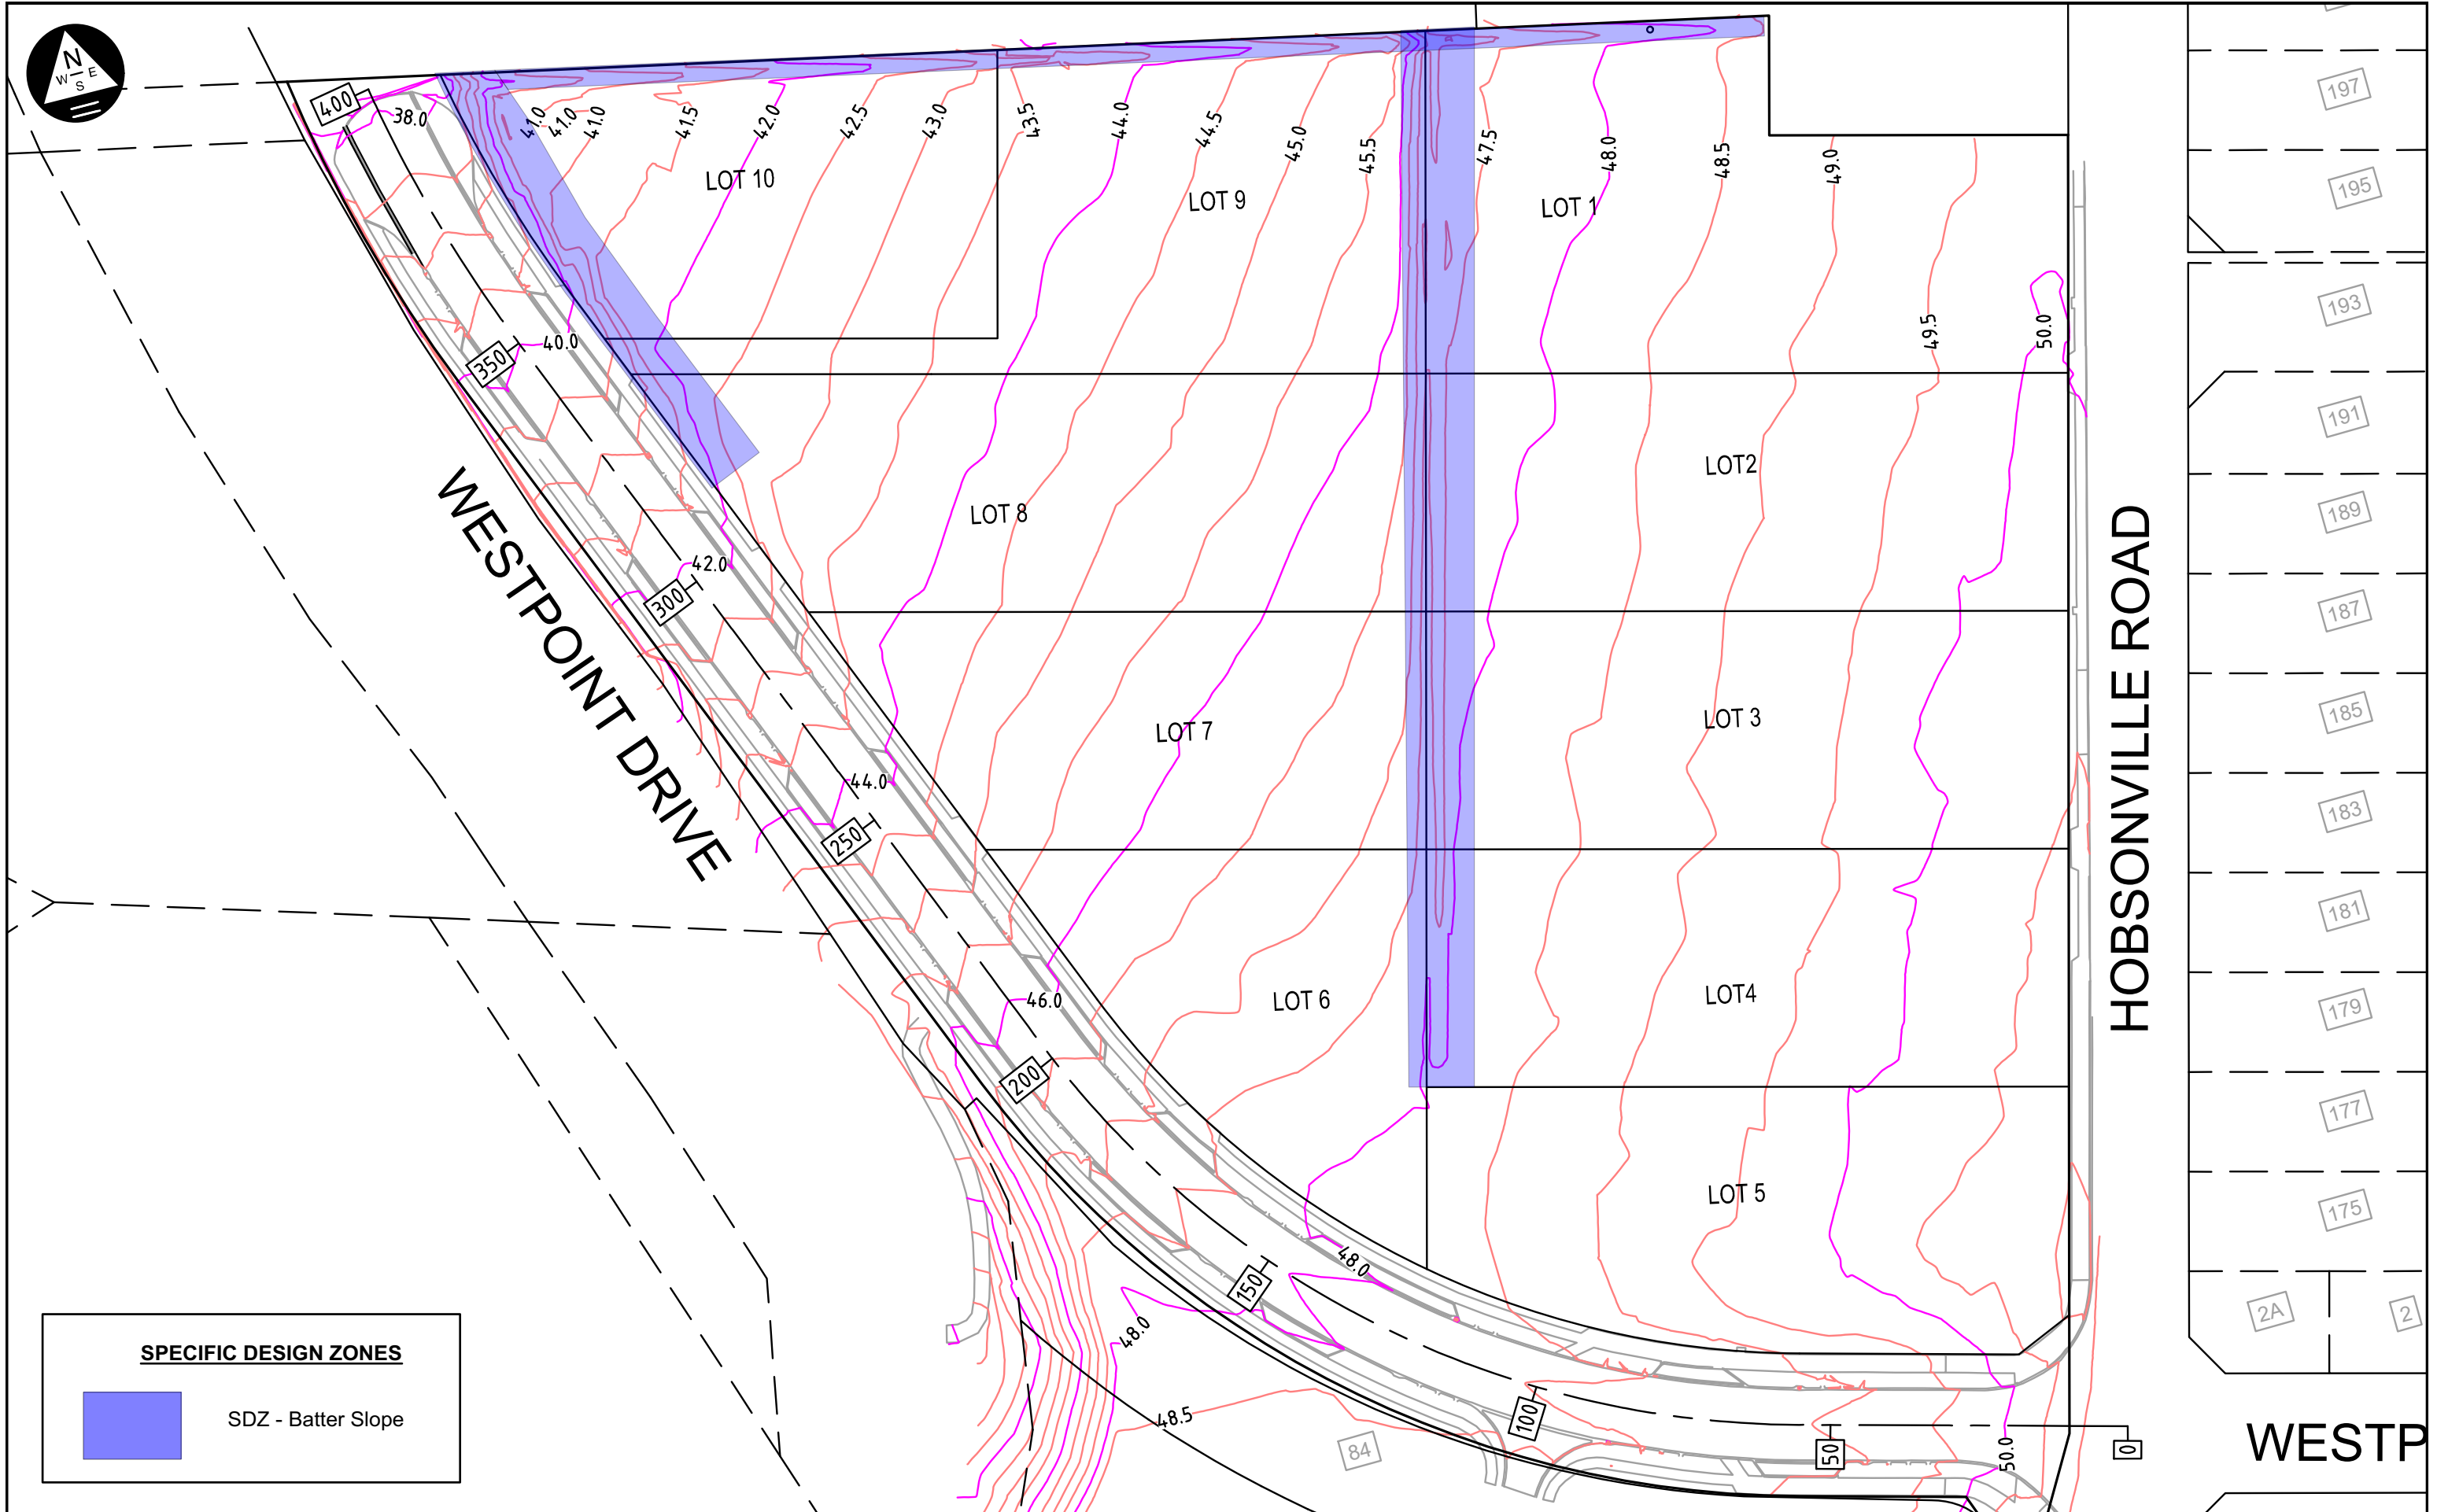 N
W E
S
400
38.0
41.0
41.0
41.0
41.5
42.0
42.5
43.0
43.5
44.0
44.5
45.0
45.5
47.5
48.0
48.5
49.0
49.5
50.0
LOT 10
LOT 9
LOT 1
350
40.0
LOT 8
LOT2
WESTPOINT DRIVE
300
42.0
LOT 7
LOT 3
HOBSONVILLE ROAD
250
44.0
LOT 6
LOT4
46.0
200
LOT 5
150
48.0
48.0
48.5
100
84
50
50.0
0
WESTP
197
195
193
191
189
187
185
183
181
179
177
175
2A
2
SPECIFIC DESIGN ZONES
SDZ - Batter Slope